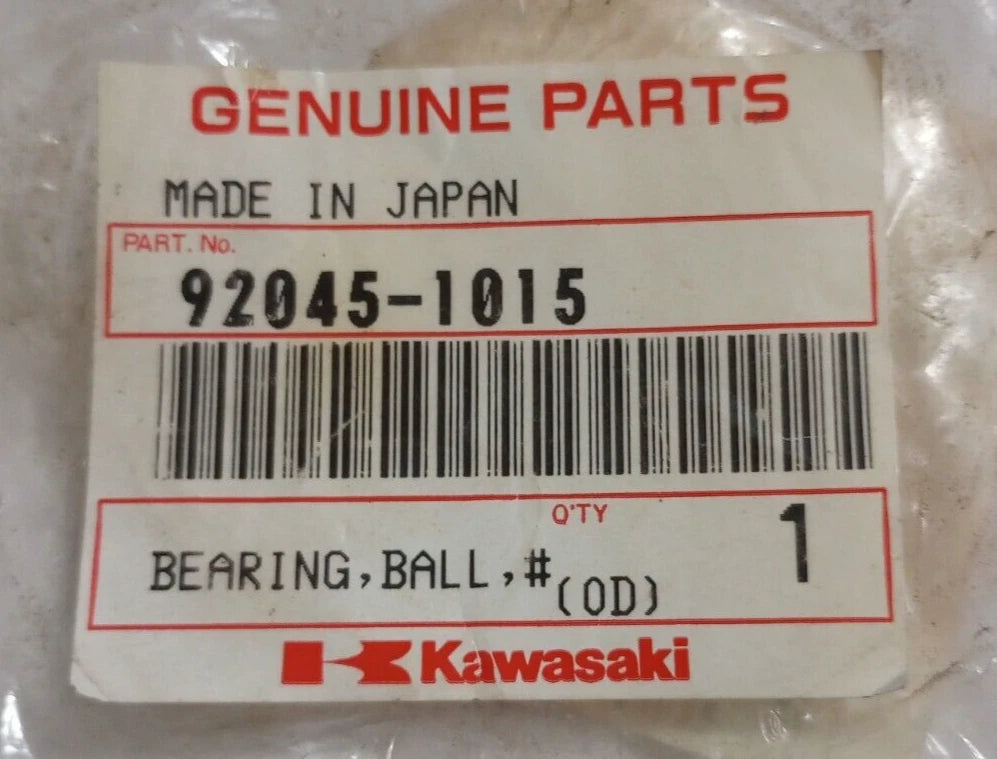 GENUINE PARTS
MADE IN JAPAN
PART. No.
92045-1015
Q'TY
BEARING,BALL,# 1
(OD)
Kawasaki